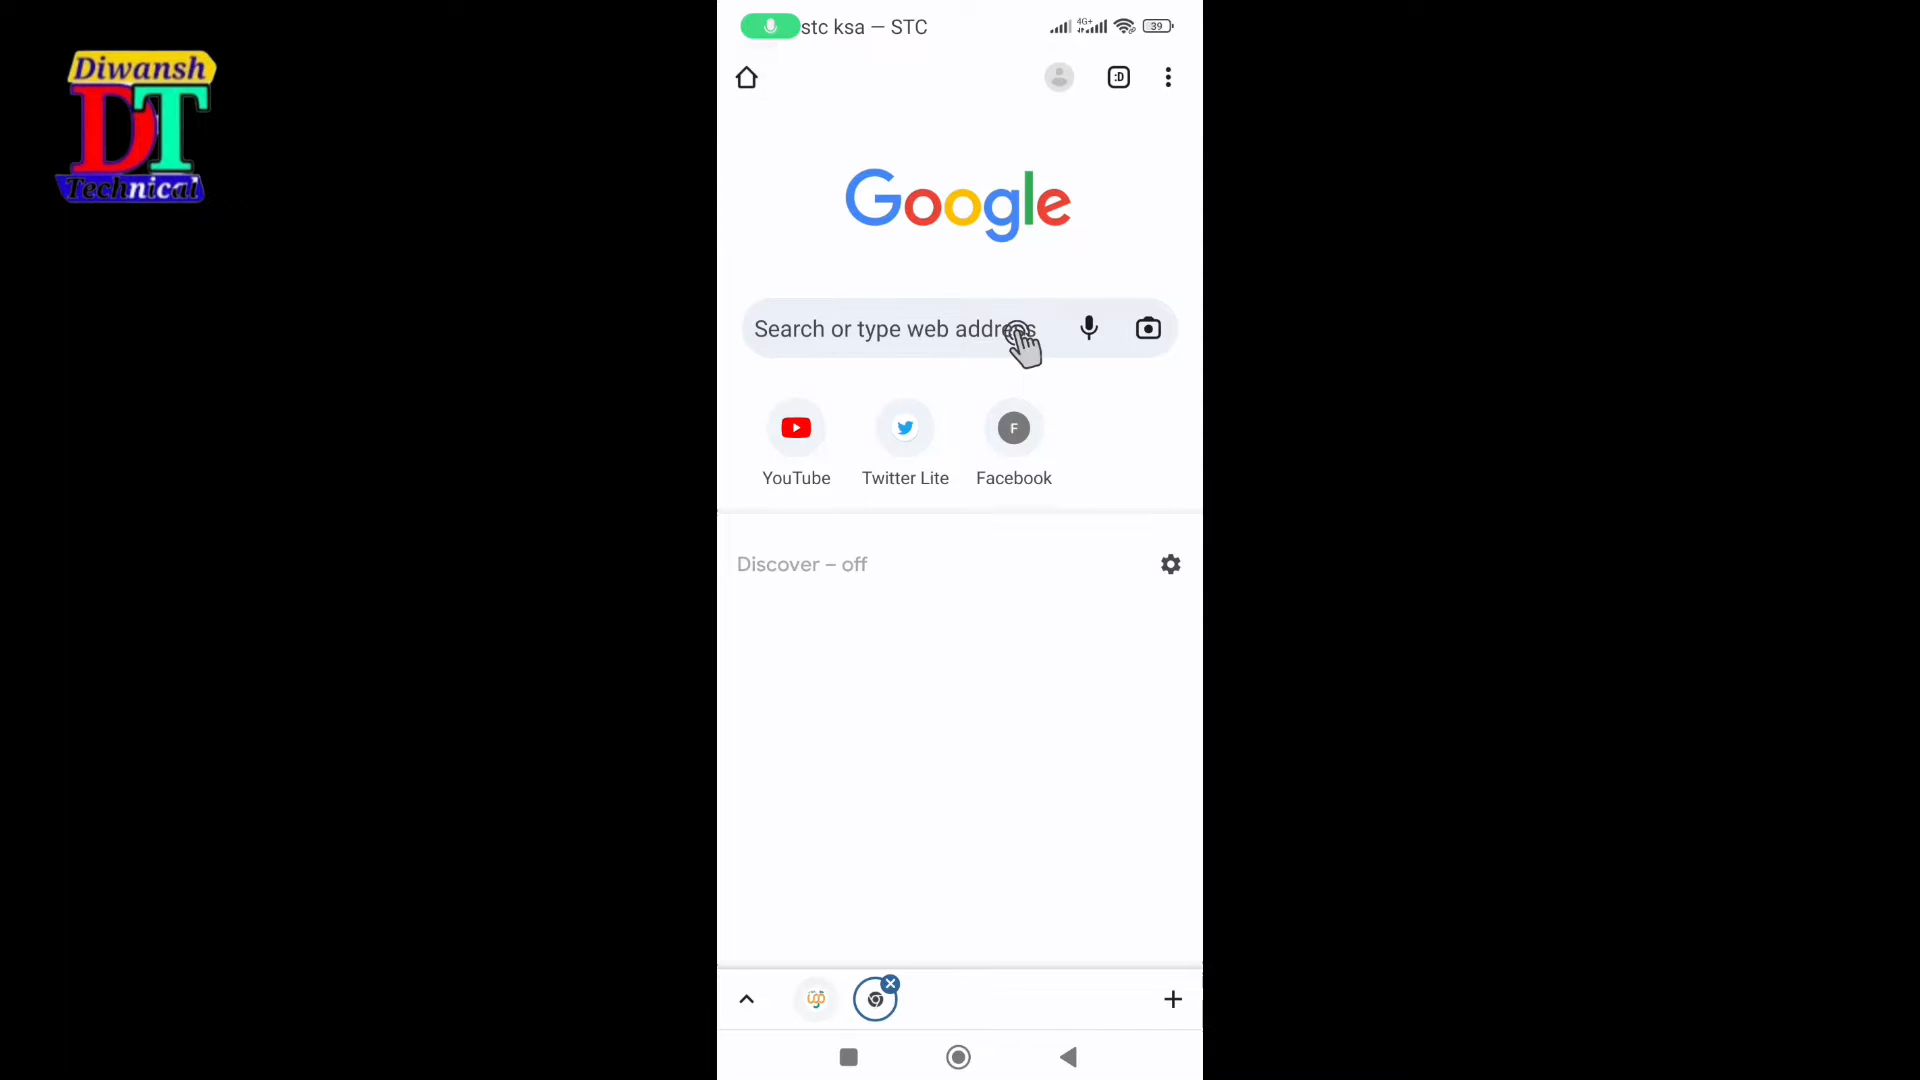 Diwansh
DT
Technical
stc ksa — STC
4G+
39
:D
Google
Search or type web address
F
YouTube
Twitter Lite
Facebook
Discover – off